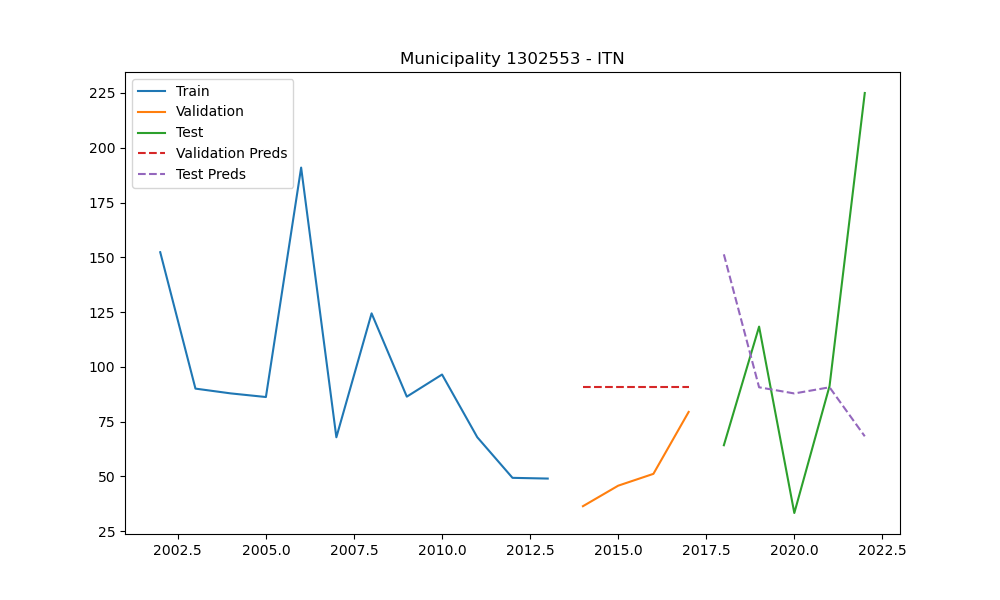 Municipality 1302553 - ITN
Train
Validation
Test
Validation Preds
Test Preds
225
200
175
150
125
100
75
50
25
2002.5 2005.0 2007.5 2010.0 2012.5 2015.0 2017.5 2020.0 2022.5